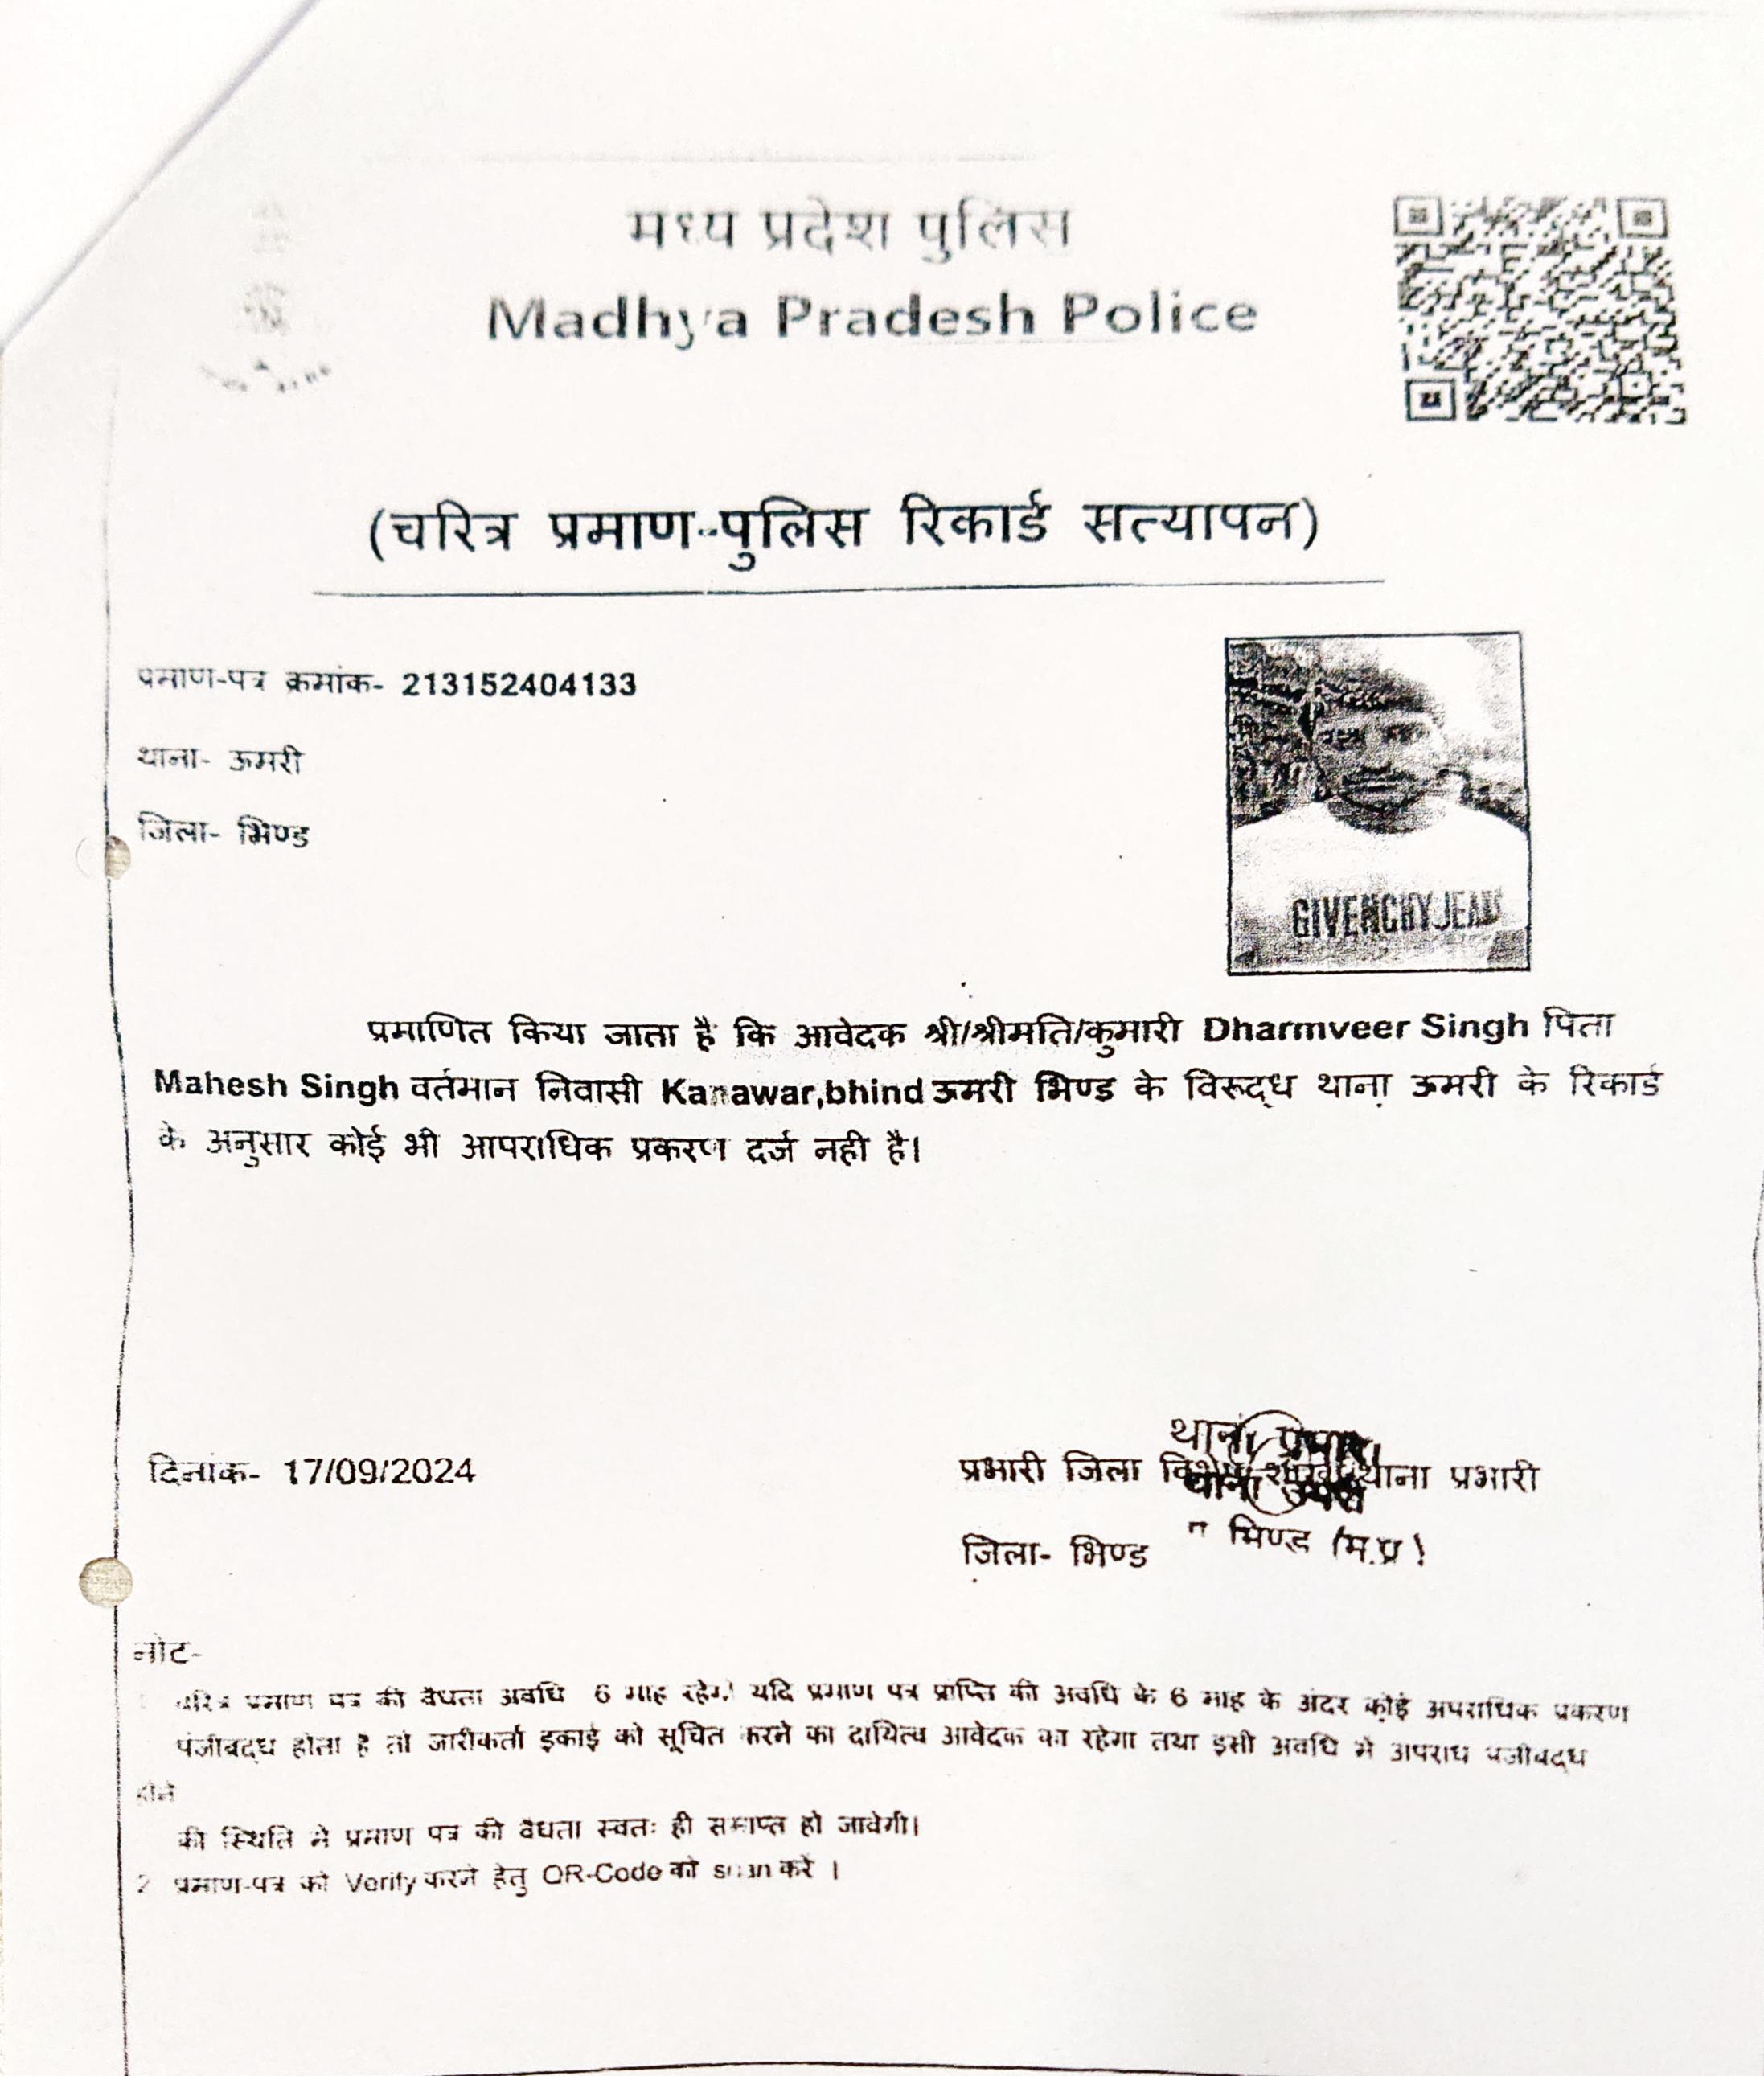 मध्य प्रदेश पुलिस
Madhya Pradesh Police
(चरित्र प्रमाण-पुलिस रिकार्ड सत्यापन)
प्रमाण-पत्र क्रमांक- 213152404133
थाना- ऊमरी
जिला- भिण्ड
GIVENCHY JEANS
प्रमाणित किया जाता है कि आवेदक श्री/श्रीमति/कुमारी Dharmveer Singh पिता
Mahesh Singh वर्तमान निवासी Kanawar,bhind ऊमरी भिण्ड के विरूद्ध थाना ऊमरी के रिकार्ड
के अनुसार कोई भी आपराधिक प्रकरण दर्ज नही है।
थाना प्रभारी
दिनांक- 17/09/2024
प्रभारी जिला विशेष शाखा/थाना प्रभारी
थाना
भिण्ड (म.प्र)
जिला- भिण्ड
नोट-
चरित्र प्रमाण पत्र की वैधता अवधि 6 माह रहेगी यदि प्रमाण पत्र प्राप्ति की अवधि के 6 माह के अंदर कोई अपराधिक प्रकरण
पंजीबद्ध होता है तो जारीकर्ता इकाई को सूचित करने का दायित्व आवेदक का रहेगा तथा इसी अवधि मे अपराध पंजीबद्ध
होने
की स्थिति मे प्रमाण पत्र की वैधता स्वतः ही समाप्त हो जावेगी।
2 प्रमाण-पत्र को Verify करने हेतु QR-Code को scan करें ।